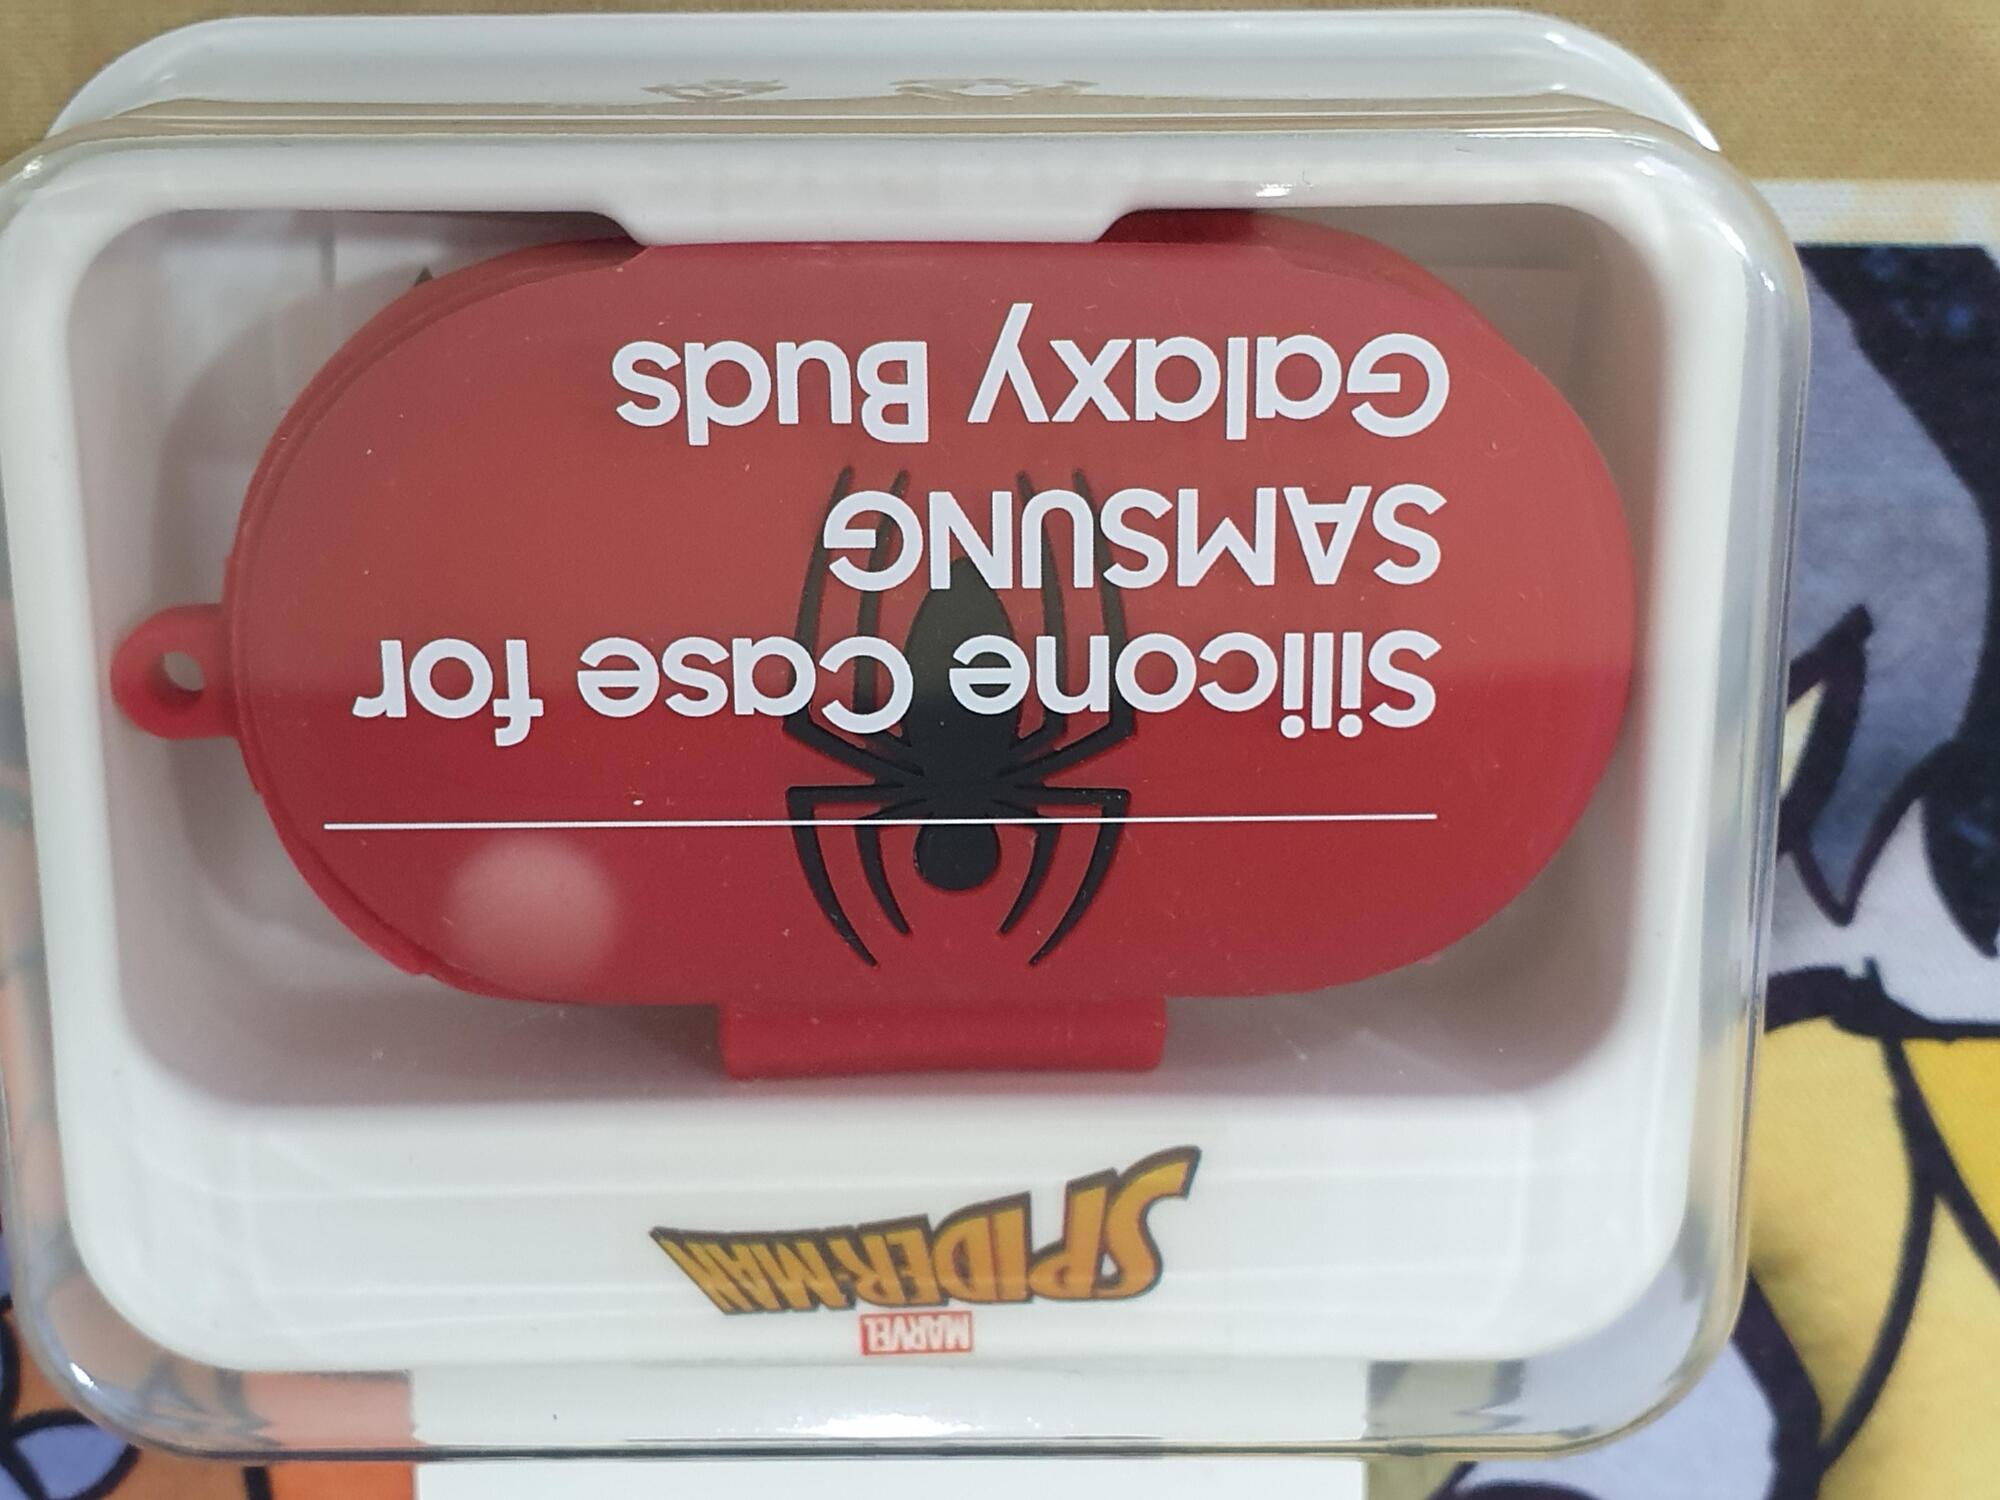 MARVEL
SPIDER-MAN
Silicone Case for
SAMSUNG
Galaxy Buds